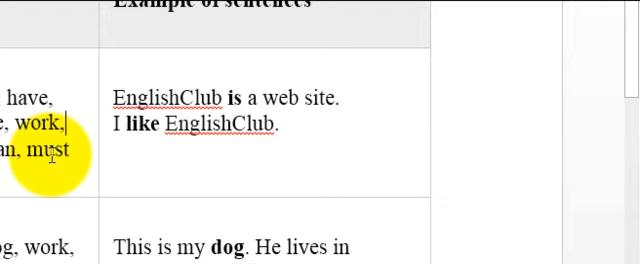 Example of sentences
have,
EnglishClub is a web site.
work,
I like EnglishClub.
must
work,
This is my dog. He lives in